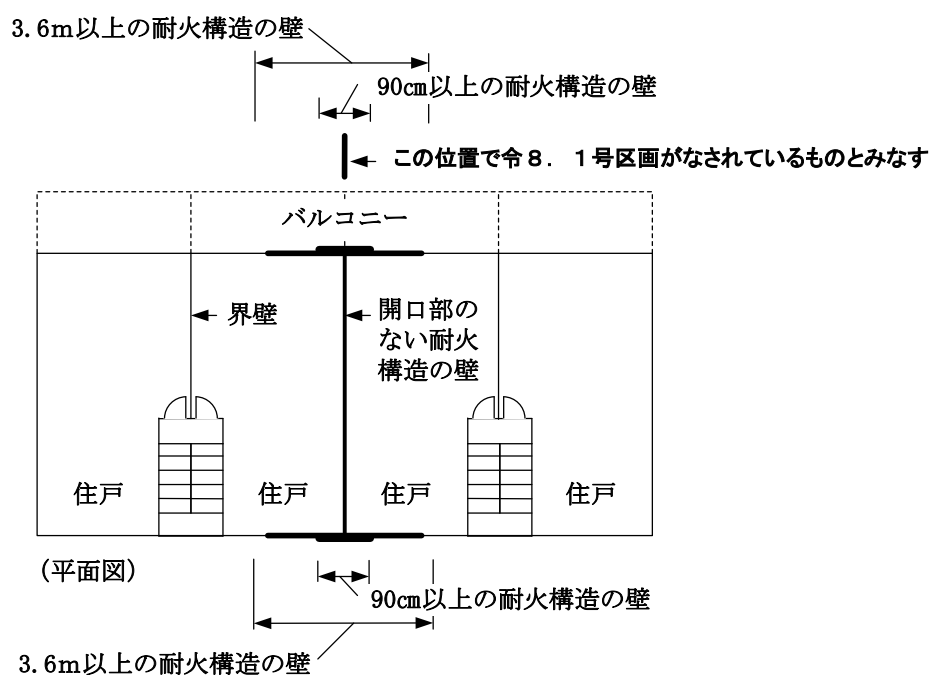 3.6m以上の耐火構造の壁
90cm以上の耐火構造の壁
この位置で令８．１号区画がなされているものとみなす
バルコニー
界壁
開口部の
ない耐火
構造の壁
住戸
住戸
住戸
住戸
(平面図)
90cm以上の耐火構造の壁
3.6m以上の耐火構造の壁